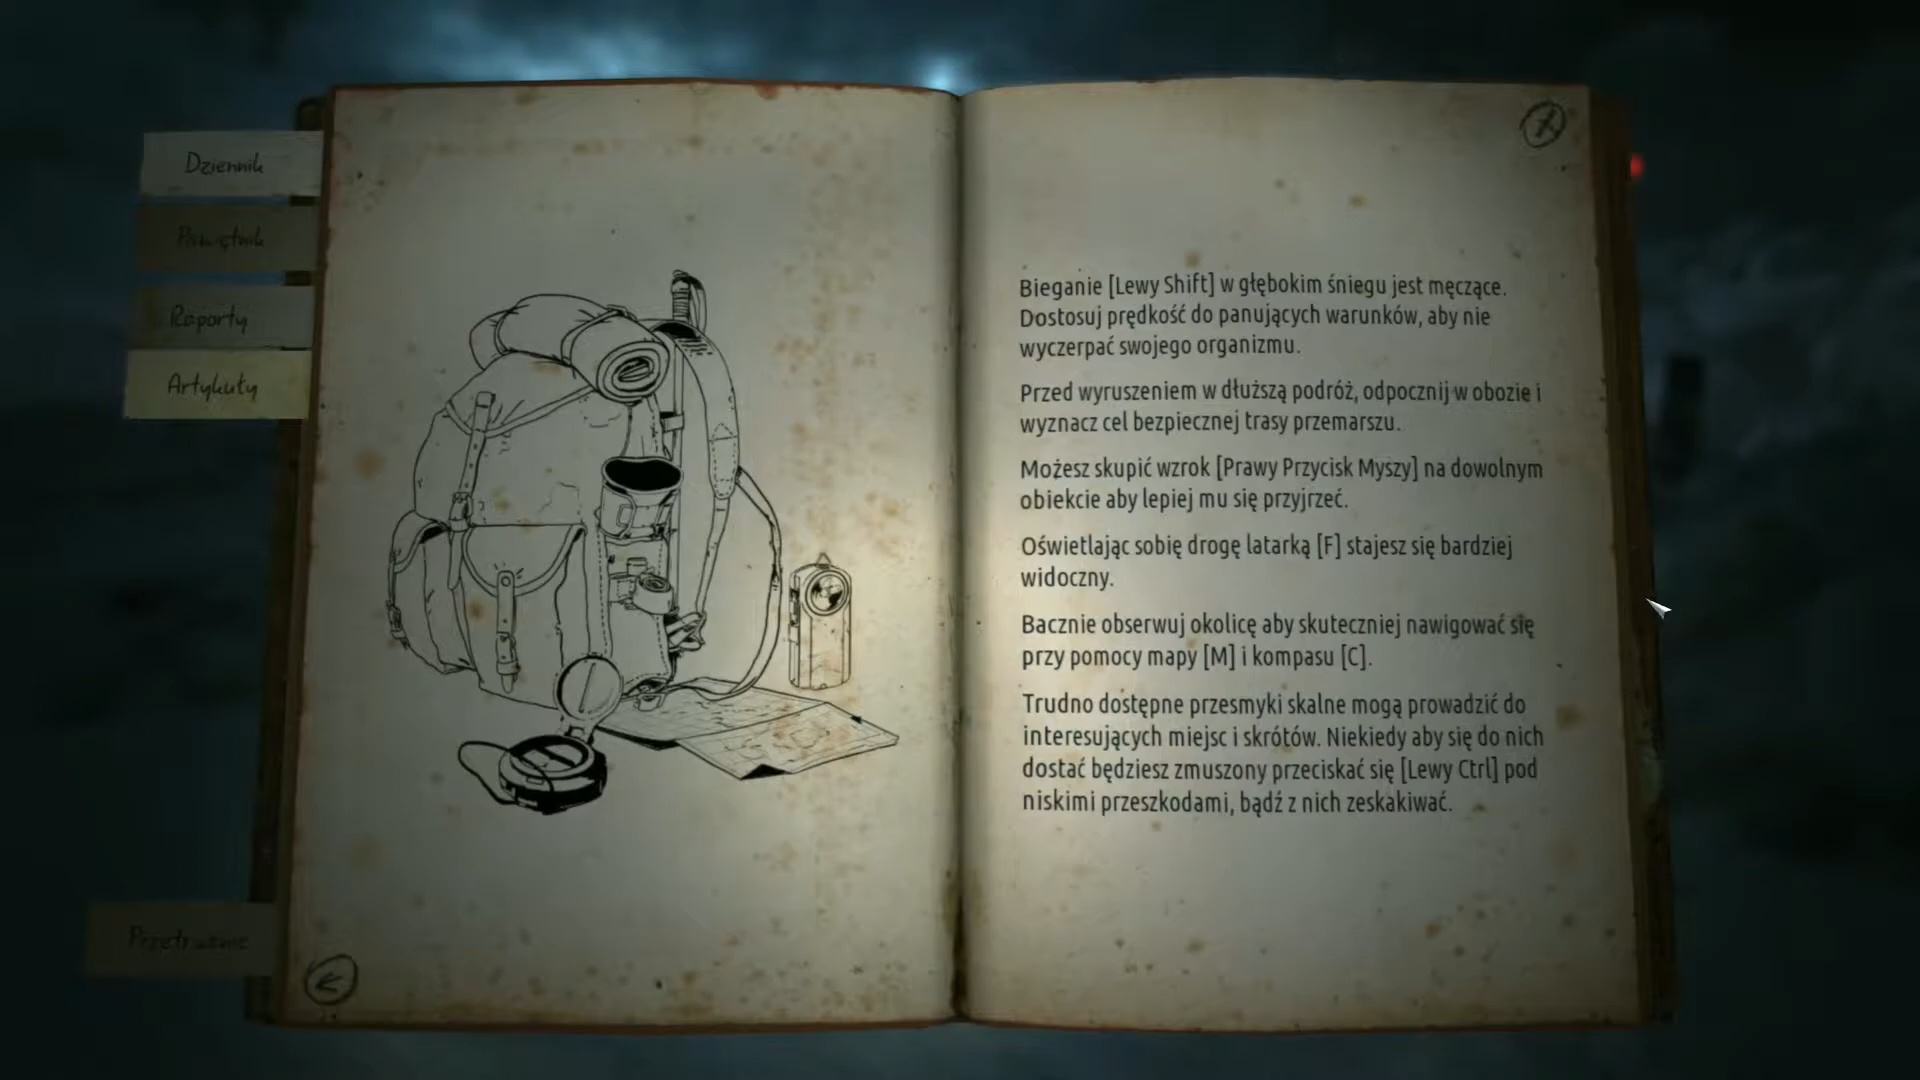 Dziennik
Pamiętnik
Raporty
Artykuły
Przetrwanie
Bieganie [Lewy Shift] w głębokim śniegu jest męczące.
Dostosuj prędkość do panujących warunków, aby nie
wyczerpać swojego organizmu.
Przed wyruszeniem w dłuższą podróż, odpocznij w obozie i
wyznacz cel bezpiecznej trasy przemarszu.
Możesz skupić wzrok [Prawy Przycisk Myszy] na dowolnym
obiekcie aby lepiej mu się przyjrzeć.
Oświetlając sobię drogę latarką [F] stajesz się bardziej
widoczny.
Bacznie obserwuj okolicę aby skuteczniej nawigować się
przy pomocy mapy [M] i kompasu [C].
Trudno dostępne przesmyki skalne mogą prowadzić do
interesujących miejsc i skrótów. Niekiedy aby się do nich
dostać będziesz zmuszony przeciskać się [Lewy Ctrl] pod
niskimi przeszkodami, bądź z nich zeskakiwać.